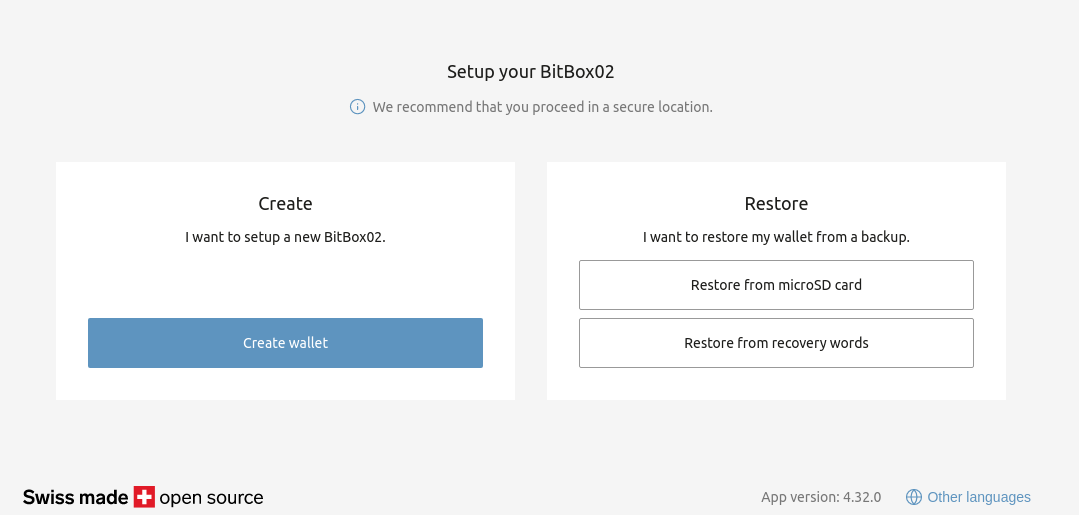 Setup your BitBox02
We recommend that you proceed in a secure location.
Create
I want to setup a new BitBox02.
Create wallet
Restore
I want to restore my wallet from a backup.
Restore from microSD card
Restore from recovery words
Swiss made open source
App version: 4.32.0
Other languages